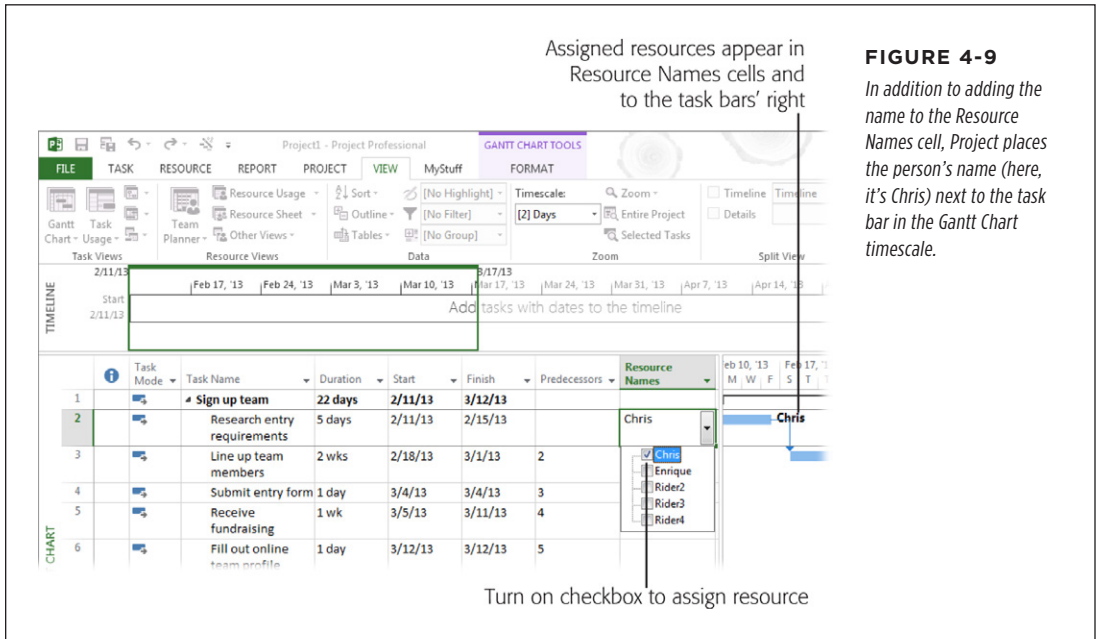 Assigned resources appear in
Resource Names cells and
to the task bars' right
FIGURE 4-9
In addition to adding the
name to the Resource
Names cell, Project places
the person's name (here,
it's Chris) next to the task
bar in the Gantt Chart
timescale.
Project1 - Project Professional GANTT CHART TOOLS
FILE TASK RESOURCE REPORT PROJECT VIEW MyStuff FORMAT
Resource Usage Sort [No Highlight] Timescale: Zoom Timeline Timeline
Resource Sheet Outline [No Filter] [2] Days Entire Project Details
Gantt Chart Task Usage Team Planner Other Views Tables [No Group] Selected Tasks
Task Views Resource Views Data Zoom Split View
2/11/13 3/17/13
Feb 17, '13 Feb 24, '13 Mar 3, '13 Mar 10, '13 Mar 17, '13 Mar 24, '13 Mar 31, '13 Apr 7, '13 Apr 14, '13
TIMELINE
Start
2/11/13
Add tasks with dates to the timeline
Task Mode Task Name Duration Start Finish Predecessors Resource Names eb 10, '13 Feb 17, '
M W F S T
1 Sign up team 22 days 2/11/13 3/12/13
2 Research entry requirements 5 days 2/11/13 2/15/13 Chris Chris
3 Line up team members 2 wks 2/18/13 3/1/13 2
Chris
Enrique
Rider2
Rider3
Rider4
4 Submit entry form 1 day 3/4/13 3/4/13 3
5 Receive fundraising 1 wk 3/5/13 3/11/13 4
6 Fill out online team profile 1 day 3/12/13 3/12/13 5
CHART
Turn on checkbox to assign resource